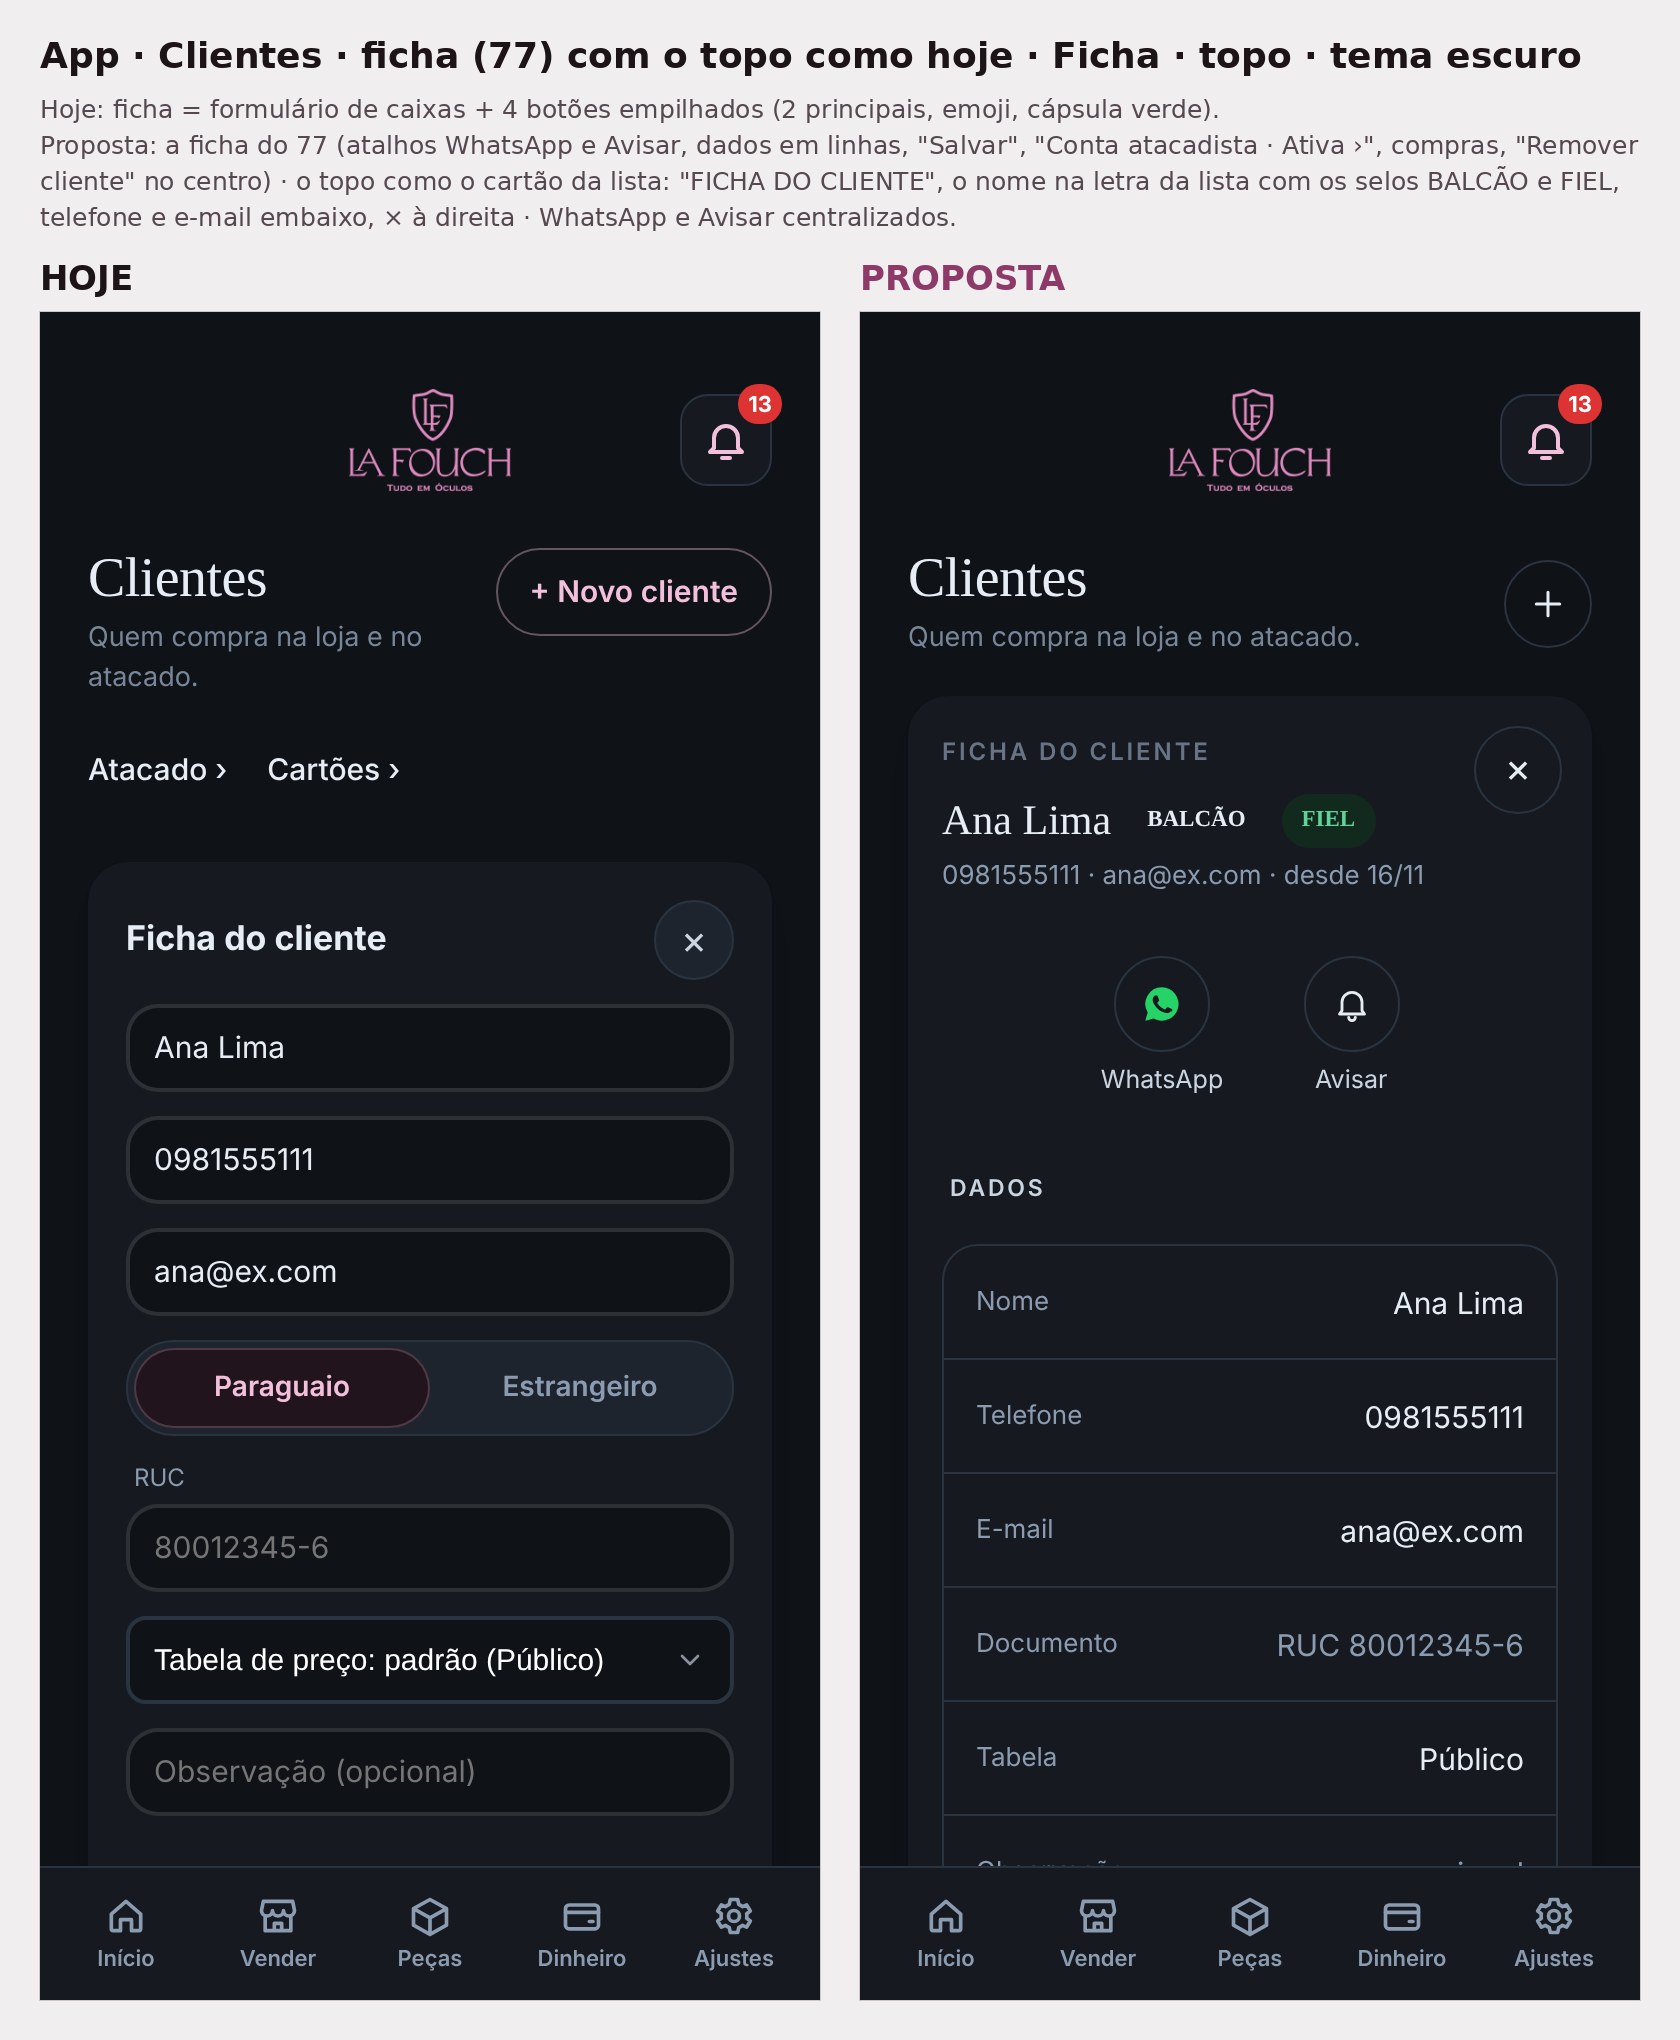 App · Clientes · ficha (77) com o topo como hoje · Ficha · topo · tema escuro
Hoje: ficha = formulário de caixas + 4 botões empilhados (2 principais, emoji, cápsula verde).
Proposta: a ficha do 77 (atalhos WhatsApp e Avisar, dados em linhas, "Salvar", "Conta atacadista · Ativa ›", compras, "Remover
cliente" no centro) · o topo como o cartão da lista: "FICHA DO CLIENTE", o nome na letra da lista com os selos BALCÃO e FIEL,
telefone e e-mail embaixo, × à direita · WhatsApp e Avisar centralizados.
HOJE
LF
LA FOUCH
TUDO EM ÓCULOS
13
Clientes
+ Novo cliente
Quem compra na loja e no
atacado.
Atacado ›
Cartões ›
Ficha do cliente
×
Ana Lima
0981555111
ana@ex.com
Paraguaio
Estrangeiro
RUC
80012345-6
Tabela de preço: padrão (Público)
Observação (opcional)
Início
Vender
Peças
Dinheiro
Ajustes
PROPOSTA
LF
LA FOUCH
TUDO EM ÓCULOS
13
Clientes
+
Quem compra na loja e no atacado.
FICHA DO CLIENTE
×
Ana Lima BALCÃO FIEL
0981555111 · ana@ex.com · desde 16/11
WhatsApp
Avisar
DADOS
Nome Ana Lima
Telefone 0981555111
E-mail ana@ex.com
Documento RUC 80012345-6
Tabela Público
Início
Vender
Peças
Dinheiro
Ajustes